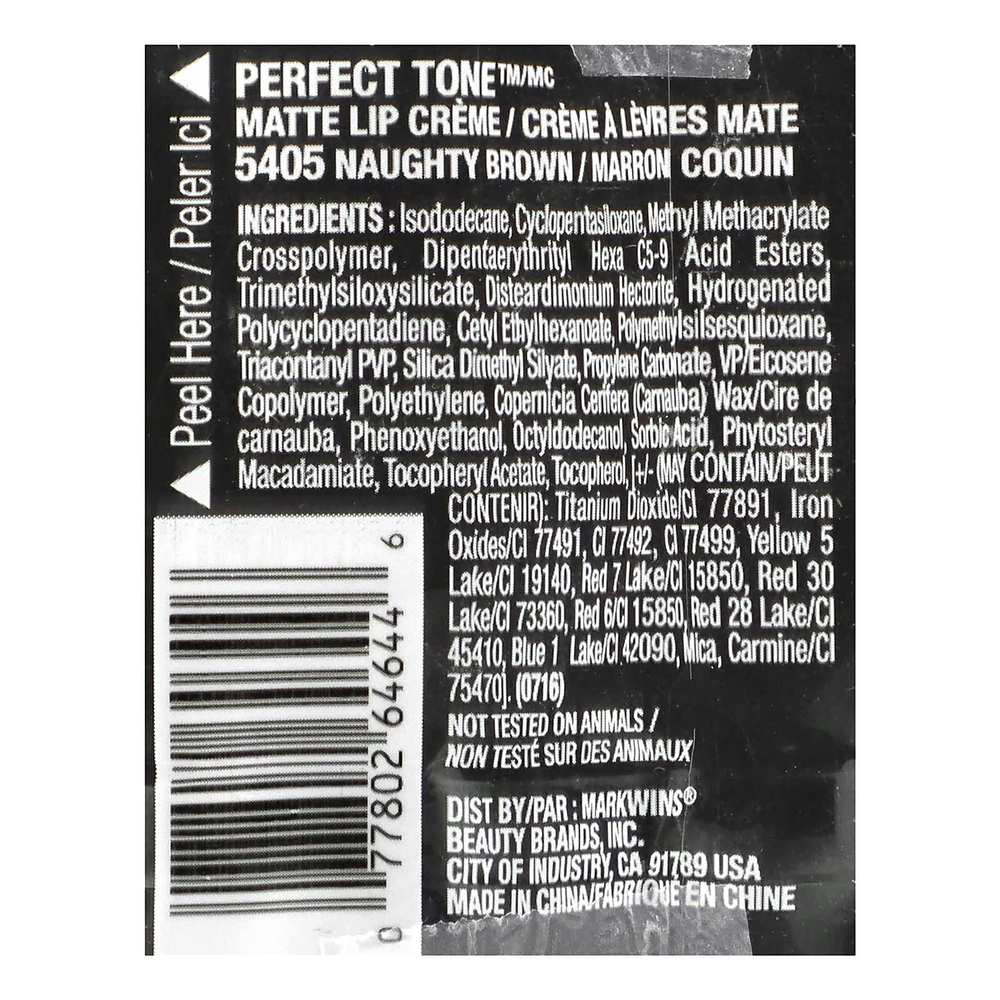 PERFECT TONE™/MC
MATTE LIP CRÈME / CRÈME À LÈVRES MATE
5405 NAUGHTY BROWN / MARRON COQUIN
Peel Here / Peler Ici
INGREDIENTS : Isododecane, Cyclopentasiloxane, Methyl Methacrylate
Crosspolymer, Dipentaerythrityl Hexa C5-9 Acid Esters,
Trimethylsiloxysilicate, Disteardimonium Hectorite, Hydrogenated
Polycyclopentadiene, Cetyl Ethylhexanoate, Polymethylsilsesquioxane,
Triacontanyl PVP, Silica Dimethyl Silyate, Propylene Carbonate, VP/Eicosene
Copolymer, Polyethylene, Copernicia Cerifera (Carnauba) Wax/Cire de
carnauba, Phenoxyethanol, Octyldodecanol, Sorbic Acid, Phytosteryl
Macadamiate, Tocopheryl Acetate, Tocopherol, [+/- (MAY CONTAIN/PEUT
CONTENIR): Titanium Dioxide/CI 77891, Iron
Oxides/CI 77491, CI 77492, CI 77499, Yellow 5
Lake/CI 19140, Red 7 Lake/CI 15850, Red 30
Lake/CI 73360, Red 6/CI 15850, Red 28 Lake/CI
45410, Blue 1 Lake/CI 42090, Mica, Carmine/CI
75470]. (0716)
NOT TESTED ON ANIMALS /
NON TESTÉ SUR DES ANIMAUX
DIST BY/PAR : MARKWINS®
BEAUTY BRANDS, INC.
CITY OF INDUSTRY, CA 91789 USA
MADE IN CHINA/FABRIQUÉ EN CHINE
0 77802 64644 6